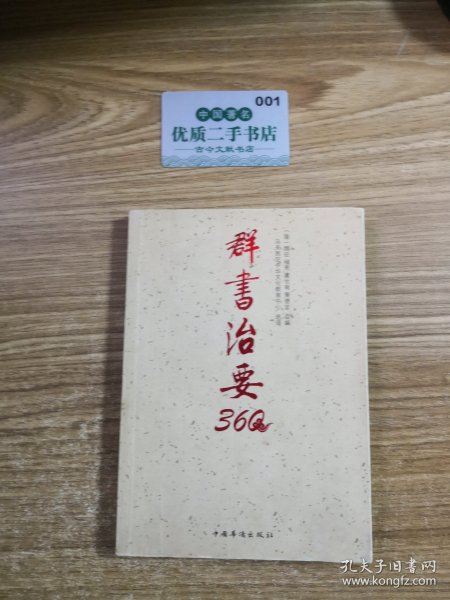 001
中国著名
优质二手书店
古今文献书店
群書治要
360
中国华侨出版社
孔夫子旧书网
www.kongfz.com